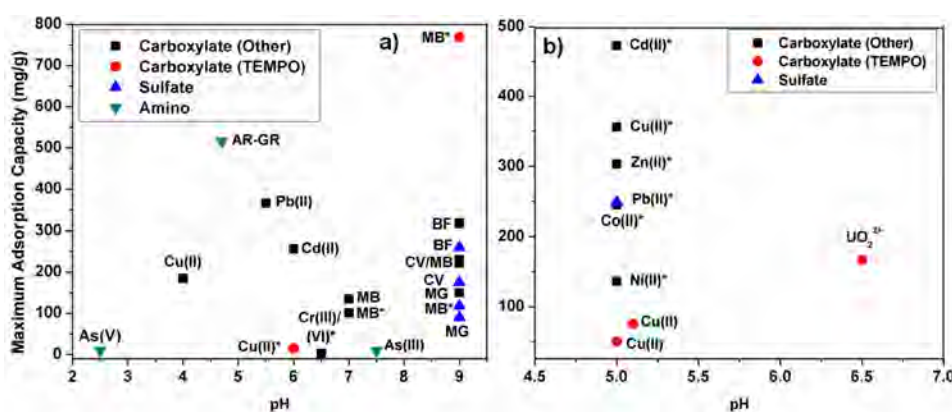 Maximum Adsorption Capacity (mg/g)
800
700
600
500
400
300
200
100
0
2
3
4
5
6
7
8
9
pH
a)
Carboxylate (Other)
Carboxylate (TEMPO)
Sulfate
Amino
MB*
AR-GR
Pb(II)
Cd(II)
Cu(II)
BF
BF
CV/MB
CV
MG
MB*
MG
MB
MB*
Cr(III)/
(VI)*
Cu(II)*
As(V)
As(III)
b)
500
400
300
200
100
4.5
5.0
5.5
6.0
6.5
7.0
pH
Carboxylate (Other)
Carboxylate (TEMPO)
Sulfate
Cd(II)*
Cu(II)*
Zn(II)*
Pb(II)*
Co(II)*
Ni(II)*
Cu(II)
Cu(II)